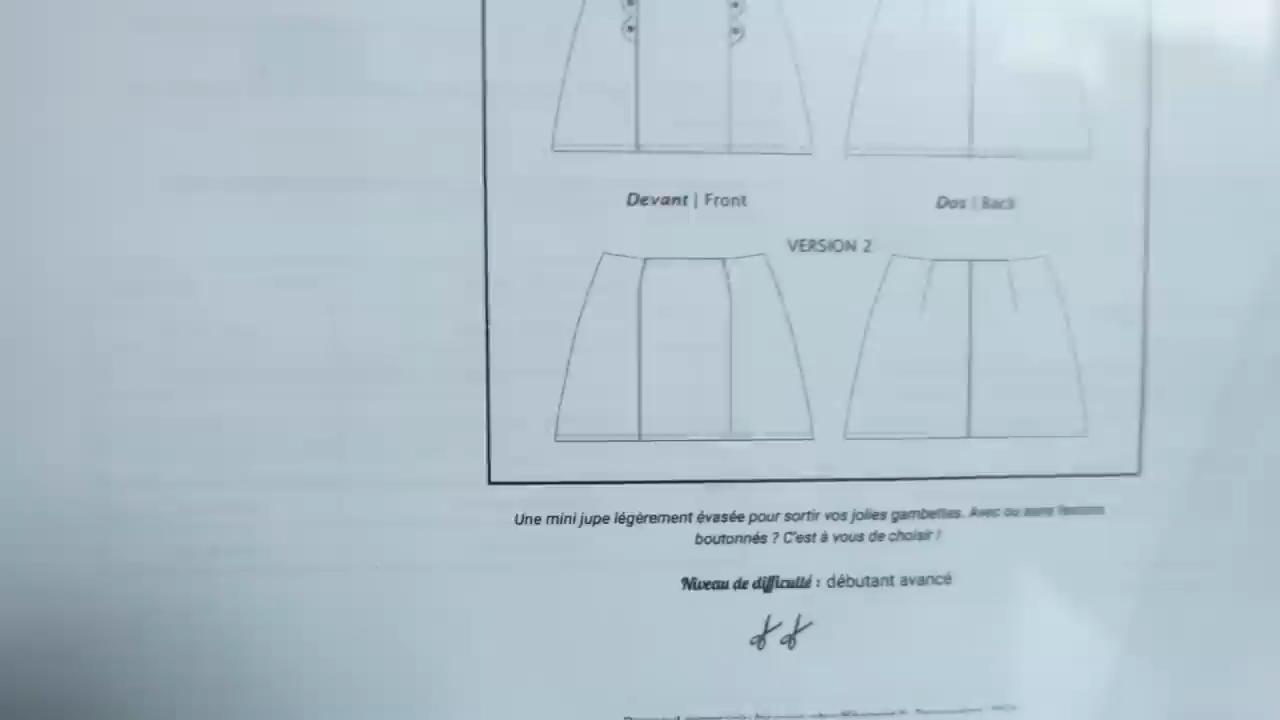 Devant | Front
Dos | Back
VERSION 2
Une mini jupe légèrement évasée pour sortir vos jolies gambettes. Avec ou sans
boutonnés ? C'est à vous de choisir !
Niveau de difficulté : débutant avancé